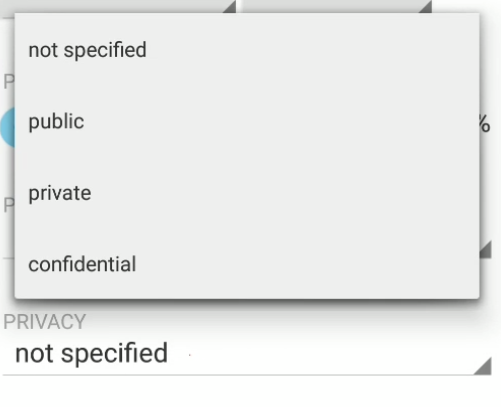 not specified
P
public
%
private
P
confidential
PRIVACY
not specified